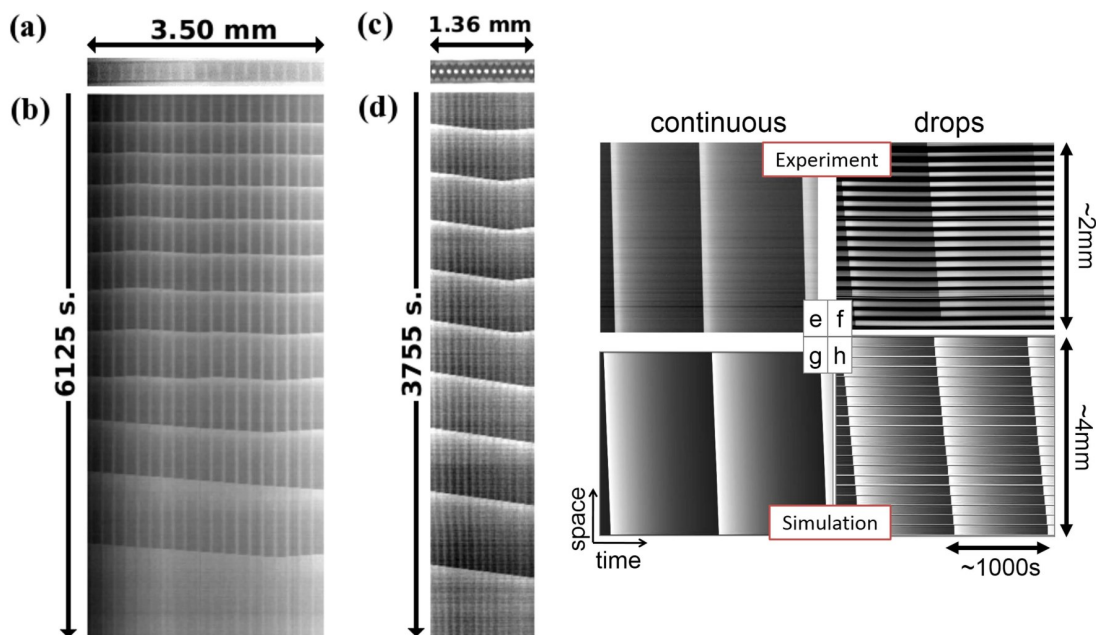 (a)
3.50 mm
(b)
6125 s.
(c)
1.36 mm
(d)
3755 s.
continuous
drops
Experiment
~2mm
e f
g h
~4mm
Simulation
space
time
~1000s